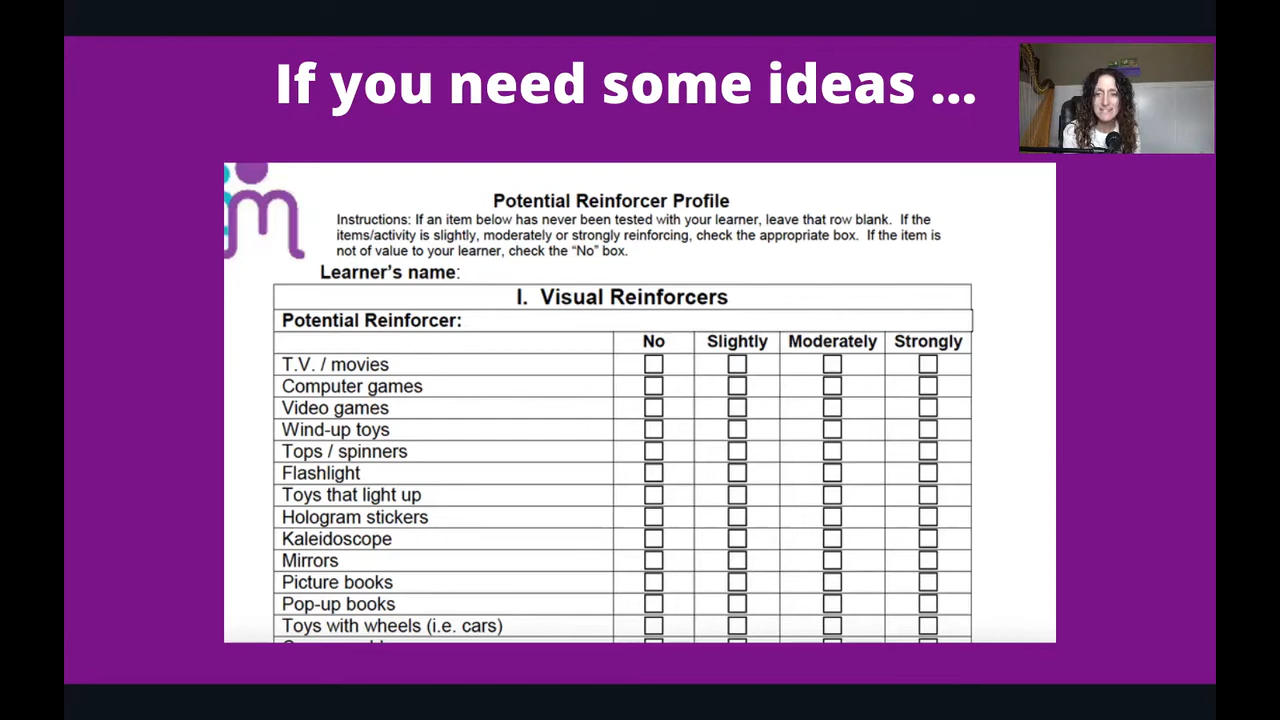 If you need some ideas ...
Potential Reinforcer Profile
Instructions: If an item below has never been tested with your learner, leave that row blank. If the
items/activity is slightly, moderately or strongly reinforcing, check the appropriate box. If the item is
not of value to your learner, check the “No” box.
Learner’s name:
I. Visual Reinforcers
Potential Reinforcer:
No Slightly Moderately Strongly
T.V. / movies
Computer games
Video games
Wind-up toys
Tops / spinners
Flashlight
Toys that light up
Hologram stickers
Kaleidoscope
Mirrors
Picture books
Pop-up books
Toys with wheels (i.e. cars)